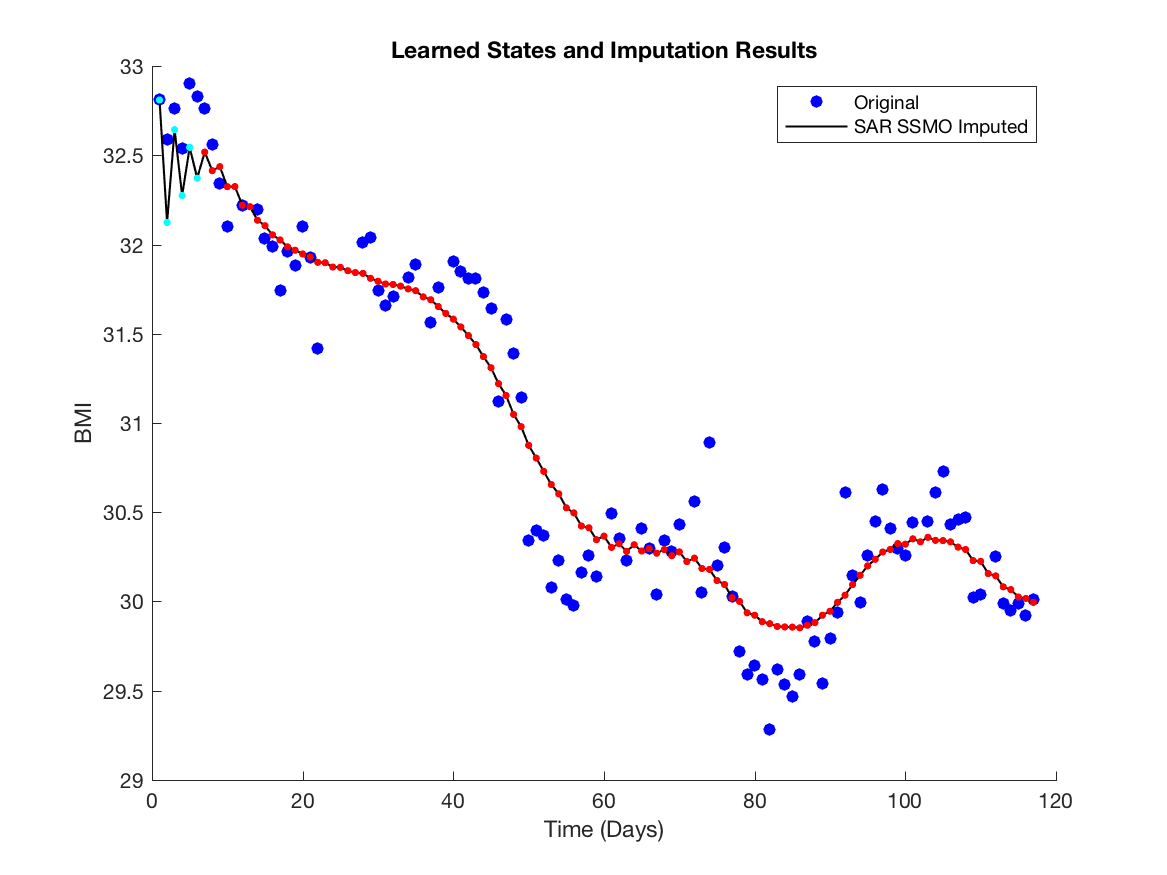 Learned States and Imputation Results
Original
SAR SSMO Imputed
BMI
33
32.5
32
31.5
31
30.5
30
29.5
29
0 20 40 60 80 100 120
Time (Days)